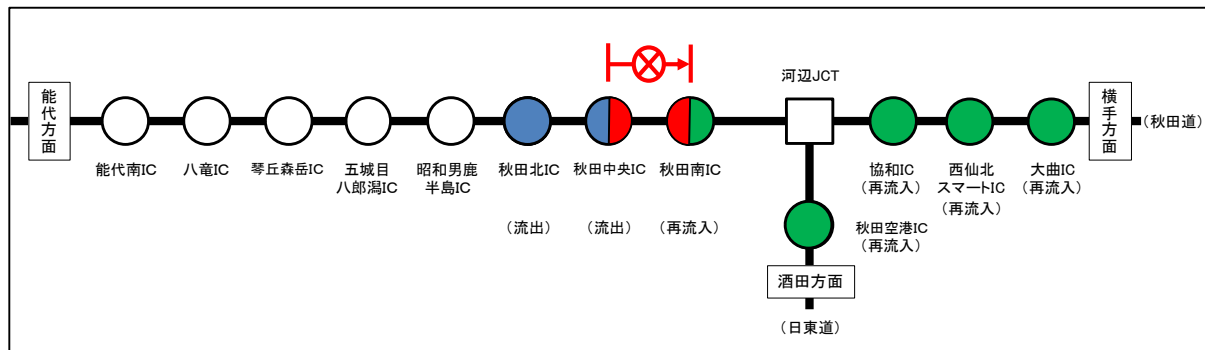 河辺JCT
能代方面
横手方面
(秋田道)
能代南IC
八竜IC
琴丘森岳IC
五城目
八郎潟IC
昭和男鹿
半島IC
秋田北IC
(流出)
秋田中央IC
(流出)
秋田南IC
(再流入)
協和IC
(再流入)
西仙北
スマートIC
(再流入)
大曲IC
(再流入)
秋田空港IC
(再流入)
酒田方面
(日東道)